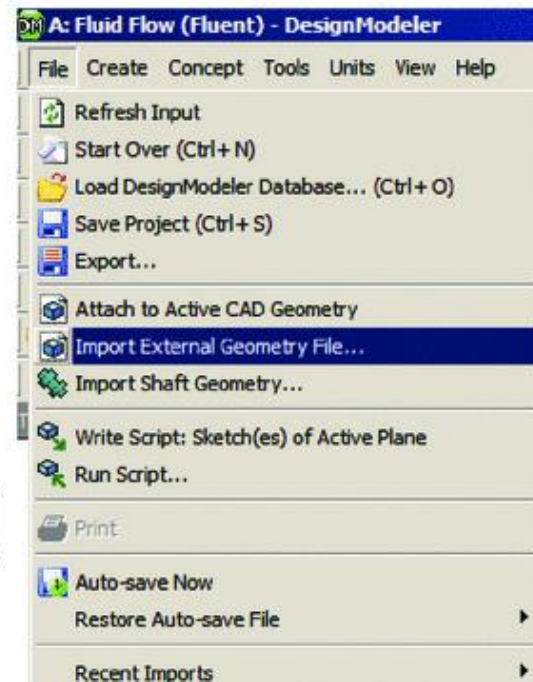 DM A: Fluid Flow (Fluent) - DesignModeler
File Create Concept Tools Units View Help
Refresh Input
Start Over (Ctrl+N)
Load DesignModeler Database... (Ctrl+O)
Save Project (Ctrl+S)
Export...
Attach to Active CAD Geometry
Import External Geometry File...
Import Shaft Geometry...
Write Script: Sketch(es) of Active Plane
Run Script...
Print
Auto-save Now
Restore Auto-save File
Recent Imports